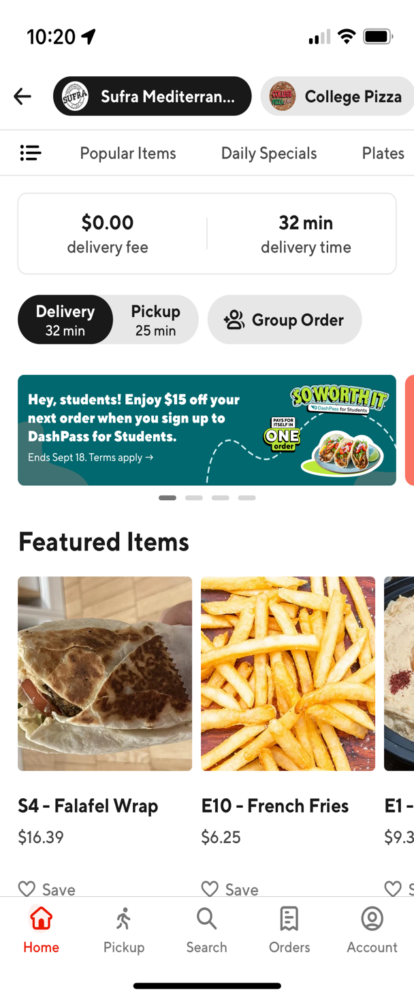 10:20
SUFRA
Sufra Mediterran...
COLLEGE
PIZZA
College Pizza
Popular Items
Daily Specials
Plates
$0.00
delivery fee
32 min
delivery time
Delivery
32 min
Pickup
25 min
Group Order
Hey, students! Enjoy $15 off your
next order when you sign up to
DashPass for Students.
Ends Sept 18. Terms apply →
SO WORTH IT
DashPass for Students
PAYS FOR
ITSELF IN
ONE
order
Featured Items
S4 - Falafel Wrap
$16.39
Save
E10 - French Fries
$6.25
Save
E1 -
$9.3
S
Home
Pickup
Search
Orders
Account